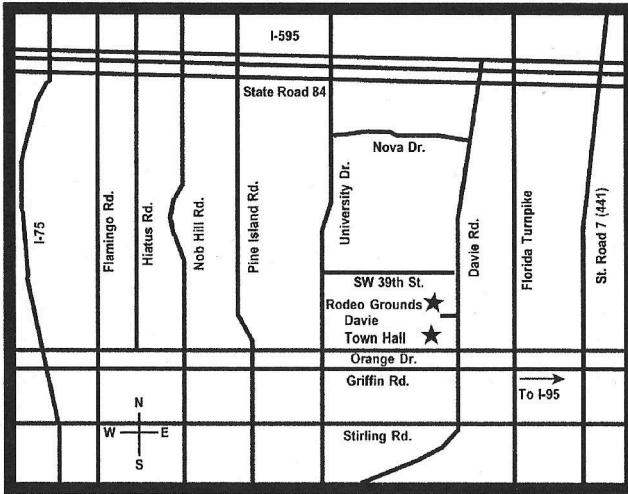 I-595
State Road 84
Nova Dr.
I-75
Flamingo Rd.
Hiatus Rd.
Nob Hill Rd.
Pine Island Rd.
University Dr.
Davie Rd.
Florida Turnpike
St. Road 7 (441)
SW 39th St.
Rodeo Grounds
Davie
Town Hall
Orange Dr.
Griffin Rd.
To I-95
N
W E
S
Stirling Rd.